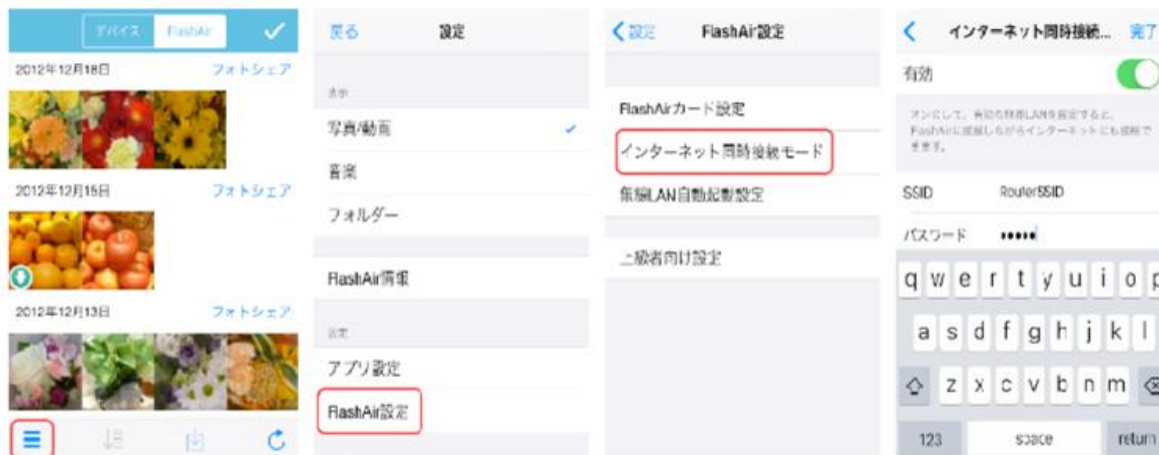 デバイス
FlashAir
2012年12月18日
フォトシェア
2012年12月15日
フォトシェア
2012年12月13日
フォトシェア
戻る
設定
表示
写真/動画
音楽
フォルダー
FlashAir情報
設定
アプリ設定
FlashAir設定
設定
FlashAir設定
FlashAirカード設定
インターネット同時接続モード
無線LAN自動起動設定
上級者向け設定
インターネット同時接続... 完了
有効
オンにして、有効な無線LANを設定すると、
FlashAirに接続しながらインターネットにも接続で
きます。
SSID RouterSSID
パスワード •••••
q w e r t y u i o p
a s d f g h j k l
z x c v b n m
123 space return